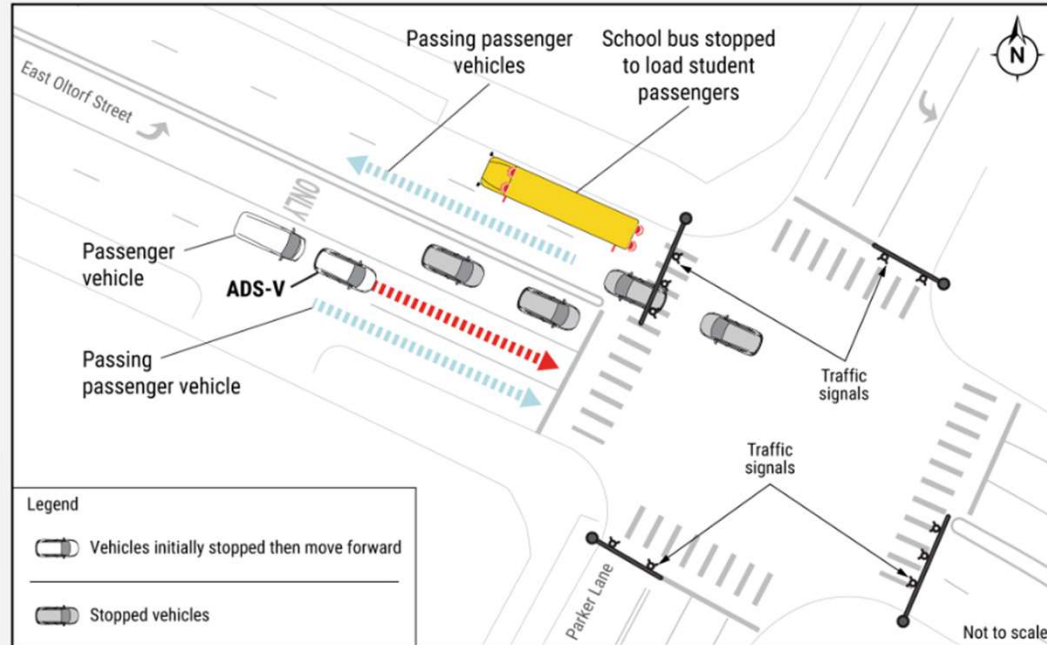 Passing passenger
vehicles
School bus stopped
to load student
passengers
N
East Oltorf Street
ONLY
Passenger
vehicle
ADS-V
Passing
passenger vehicle
Traffic
signals
Traffic
signals
Legend
Vehicles initially stopped then move forward
Stopped vehicles
Parker Lane
Not to scale